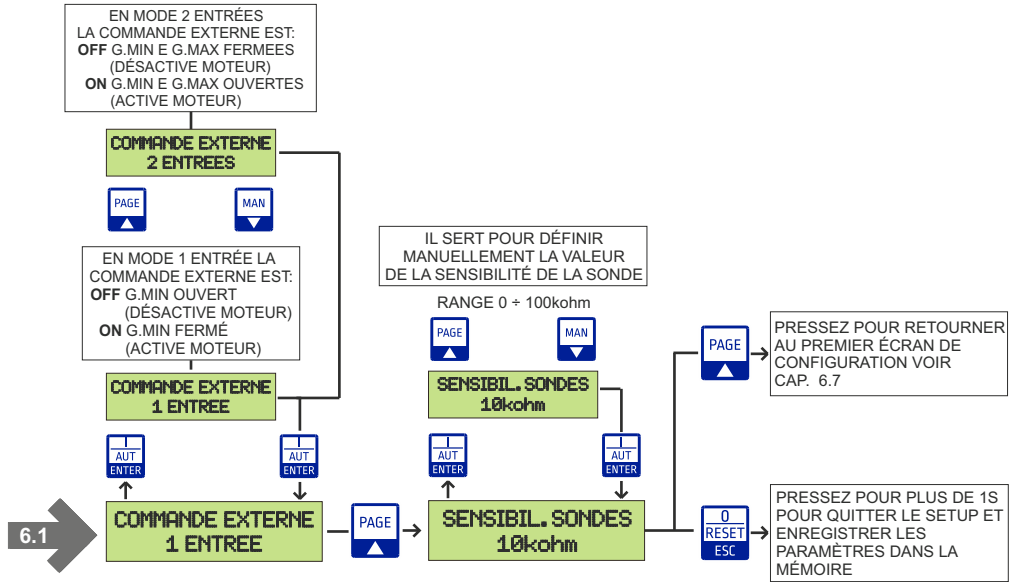 EN MODE 2 ENTRÉES
LA COMMANDE EXTERNE EST:
OFF G.MIN E G.MAX FERMEES
(DÉSACTIVE MOTEUR)
ON G.MIN E G.MAX OUVERTES
(ACTIVE MOTEUR)
COMMANDE EXTERNE
2 ENTREES
PAGE
MAN
EN MODE 1 ENTRÉE LA
COMMANDE EXTERNE EST:
OFF G.MIN OUVERT
(DÉSACTIVE MOTEUR)
ON G.MIN FERMÉ
(ACTIVE MOTEUR)
COMMANDE EXTERNE
1 ENTREE
I
AUT
ENTER
I
AUT
ENTER
6.1
COMMANDE EXTERNE
1 ENTREE
PAGE
IL SERT POUR DÉFINIR
MANUELLEMENT LA VALEUR
DE LA SENSIBILITÉ DE LA SONDE
RANGE 0 ÷ 100kohm
PAGE
MAN
SENSIBIL. SONDES
10kohm
I
AUT
ENTER
I
AUT
ENTER
SENSIBIL. SONDES
10kohm
PAGE
PRESSEZ POUR RETOURNER
AU PREMIER ÉCRAN DE
CONFIGURATION VOIR
CAP. 6.7
0
RESET
ESC
PRESSEZ POUR PLUS DE 1S
POUR QUITTER LE SETUP ET
ENREGISTRER LES
PARAMÈTRES DANS LA
MÉMOIRE